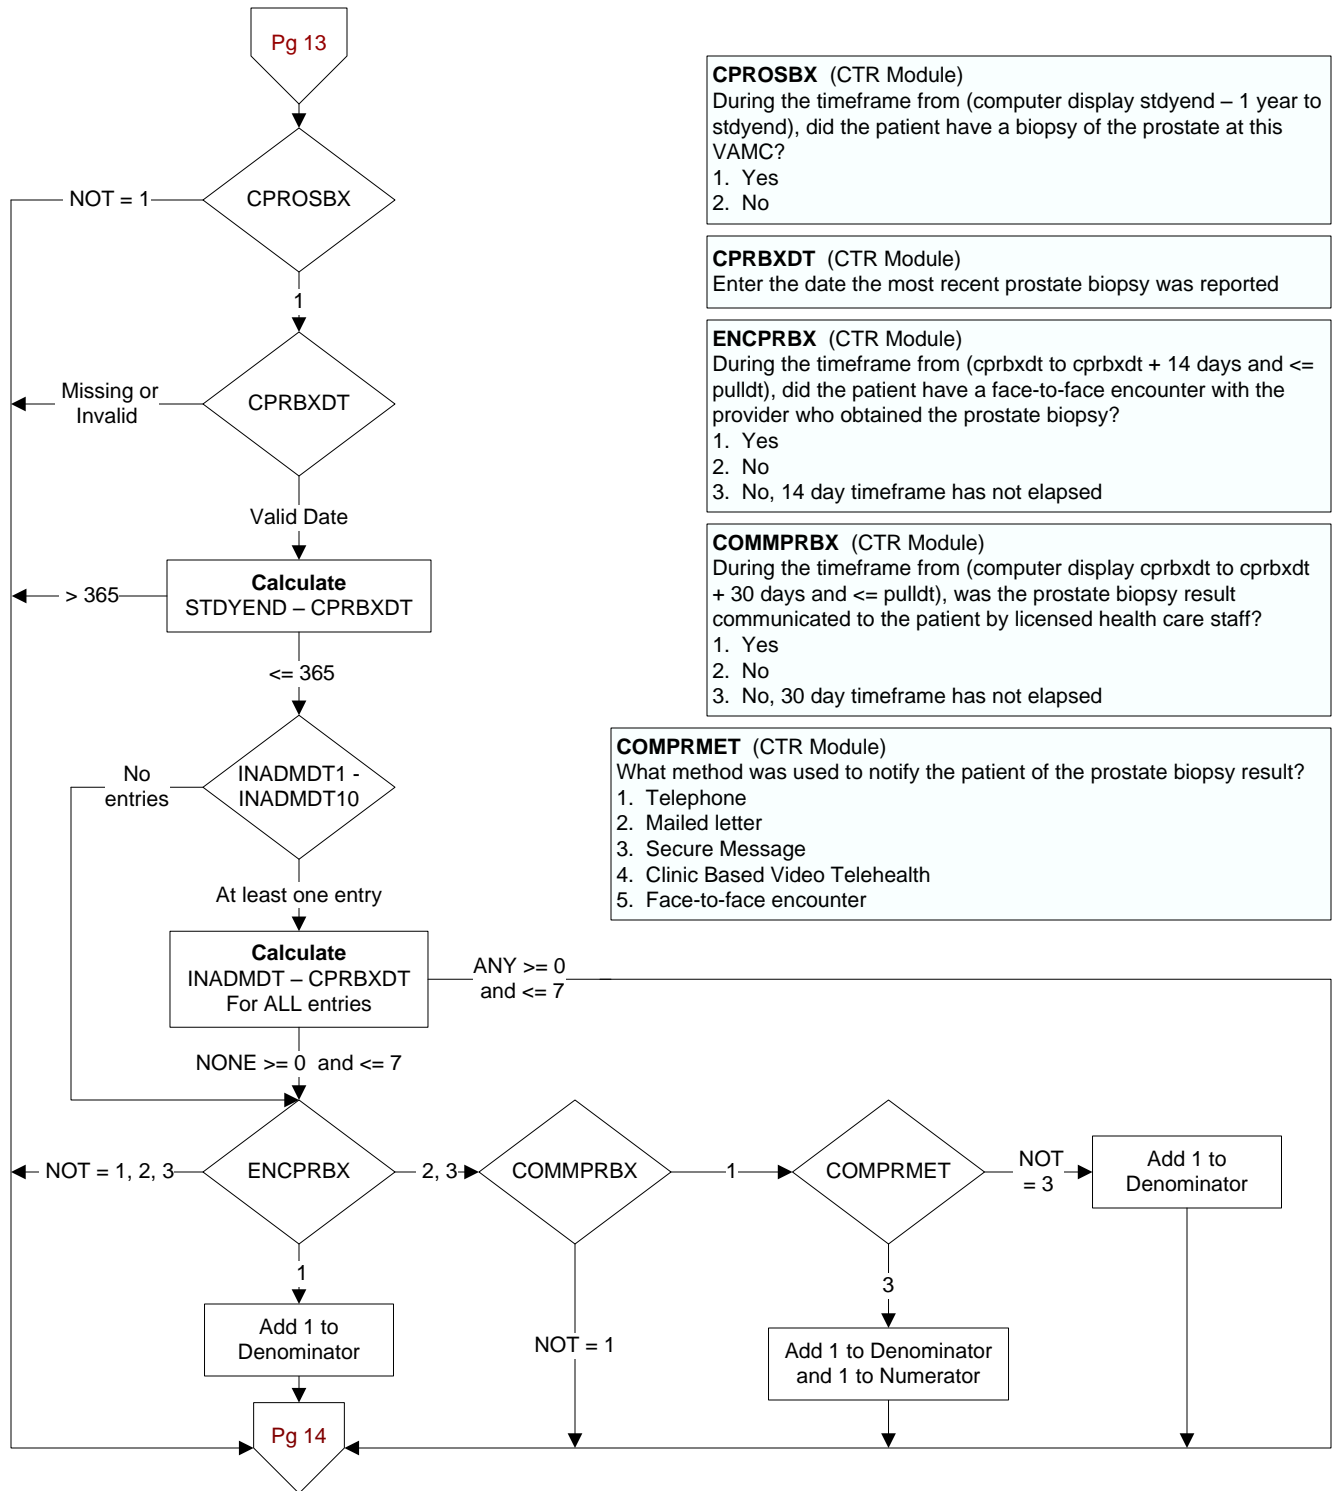 Pg 13
CPROSBX (CTR Module)
During the timeframe from (computer display stdyend – 1 year to
stdyend), did the patient have a biopsy of the prostate at this
VAMC?
1. Yes
2. No
NOT = 1
CPROSBX
1
CPRBXDT (CTR Module)
Enter the date the most recent prostate biopsy was reported
ENCPRBX (CTR Module)
During the timeframe from (cprbxdt to cprbxdt + 14 days and <=
pulldt), did the patient have a face-to-face encounter with the
provider who obtained the prostate biopsy?
1. Yes
2. No
3. No, 14 day timeframe has not elapsed
Missing or
Invalid
CPRBXDT
Valid Date
COMMPRBX (CTR Module)
During the timeframe from (computer display cprbxdt to cprbxdt
+ 30 days and <= pulldt), was the prostate biopsy result
communicated to the patient by licensed health care staff?
1. Yes
2. No
3. No, 30 day timeframe has not elapsed
Calculate
STDYEND – CPRBXDT
> 365
<= 365
COMPRMET (CTR Module)
What method was used to notify the patient of the prostate biopsy result?
1. Telephone
2. Mailed letter
3. Secure Message
4. Clinic Based Video Telehealth
5. Face-to-face encounter
No
entries
INADMDT1 -
INADMDT10
At least one entry
Calculate
INADMDT – CPRBXDT
For ALL entries
ANY >= 0
and <= 7
NONE >= 0 and <= 7
NOT = 1, 2, 3
ENCPRBX
2, 3
COMMPRBX
1
COMPRMET
NOT
= 3
Add 1 to
Denominator
1
3
Add 1 to
Denominator
NOT = 1
Add 1 to Denominator
and 1 to Numerator
Pg 14